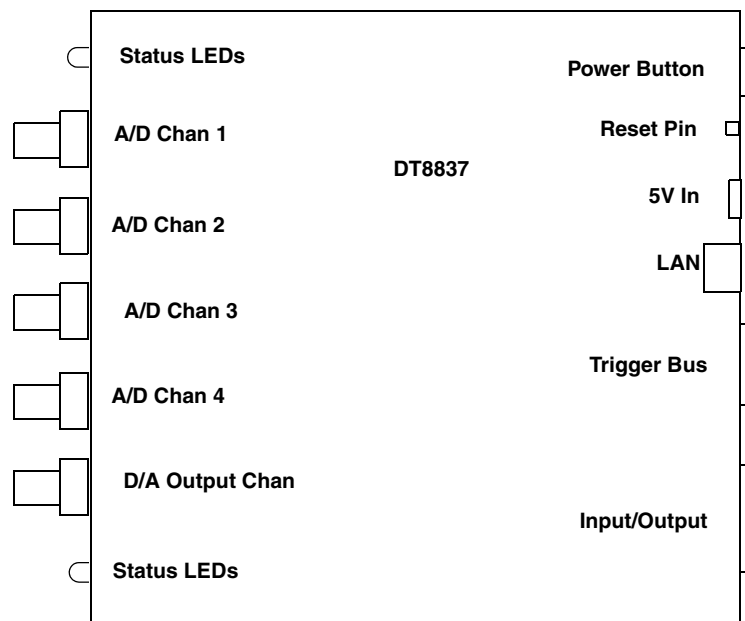 Status LEDs
Power Button
A/D Chan 1
Reset Pin
DT8837
5V In
A/D Chan 2
LAN
A/D Chan 3
Trigger Bus
A/D Chan 4
D/A Output Chan
Input/Output
Status LEDs